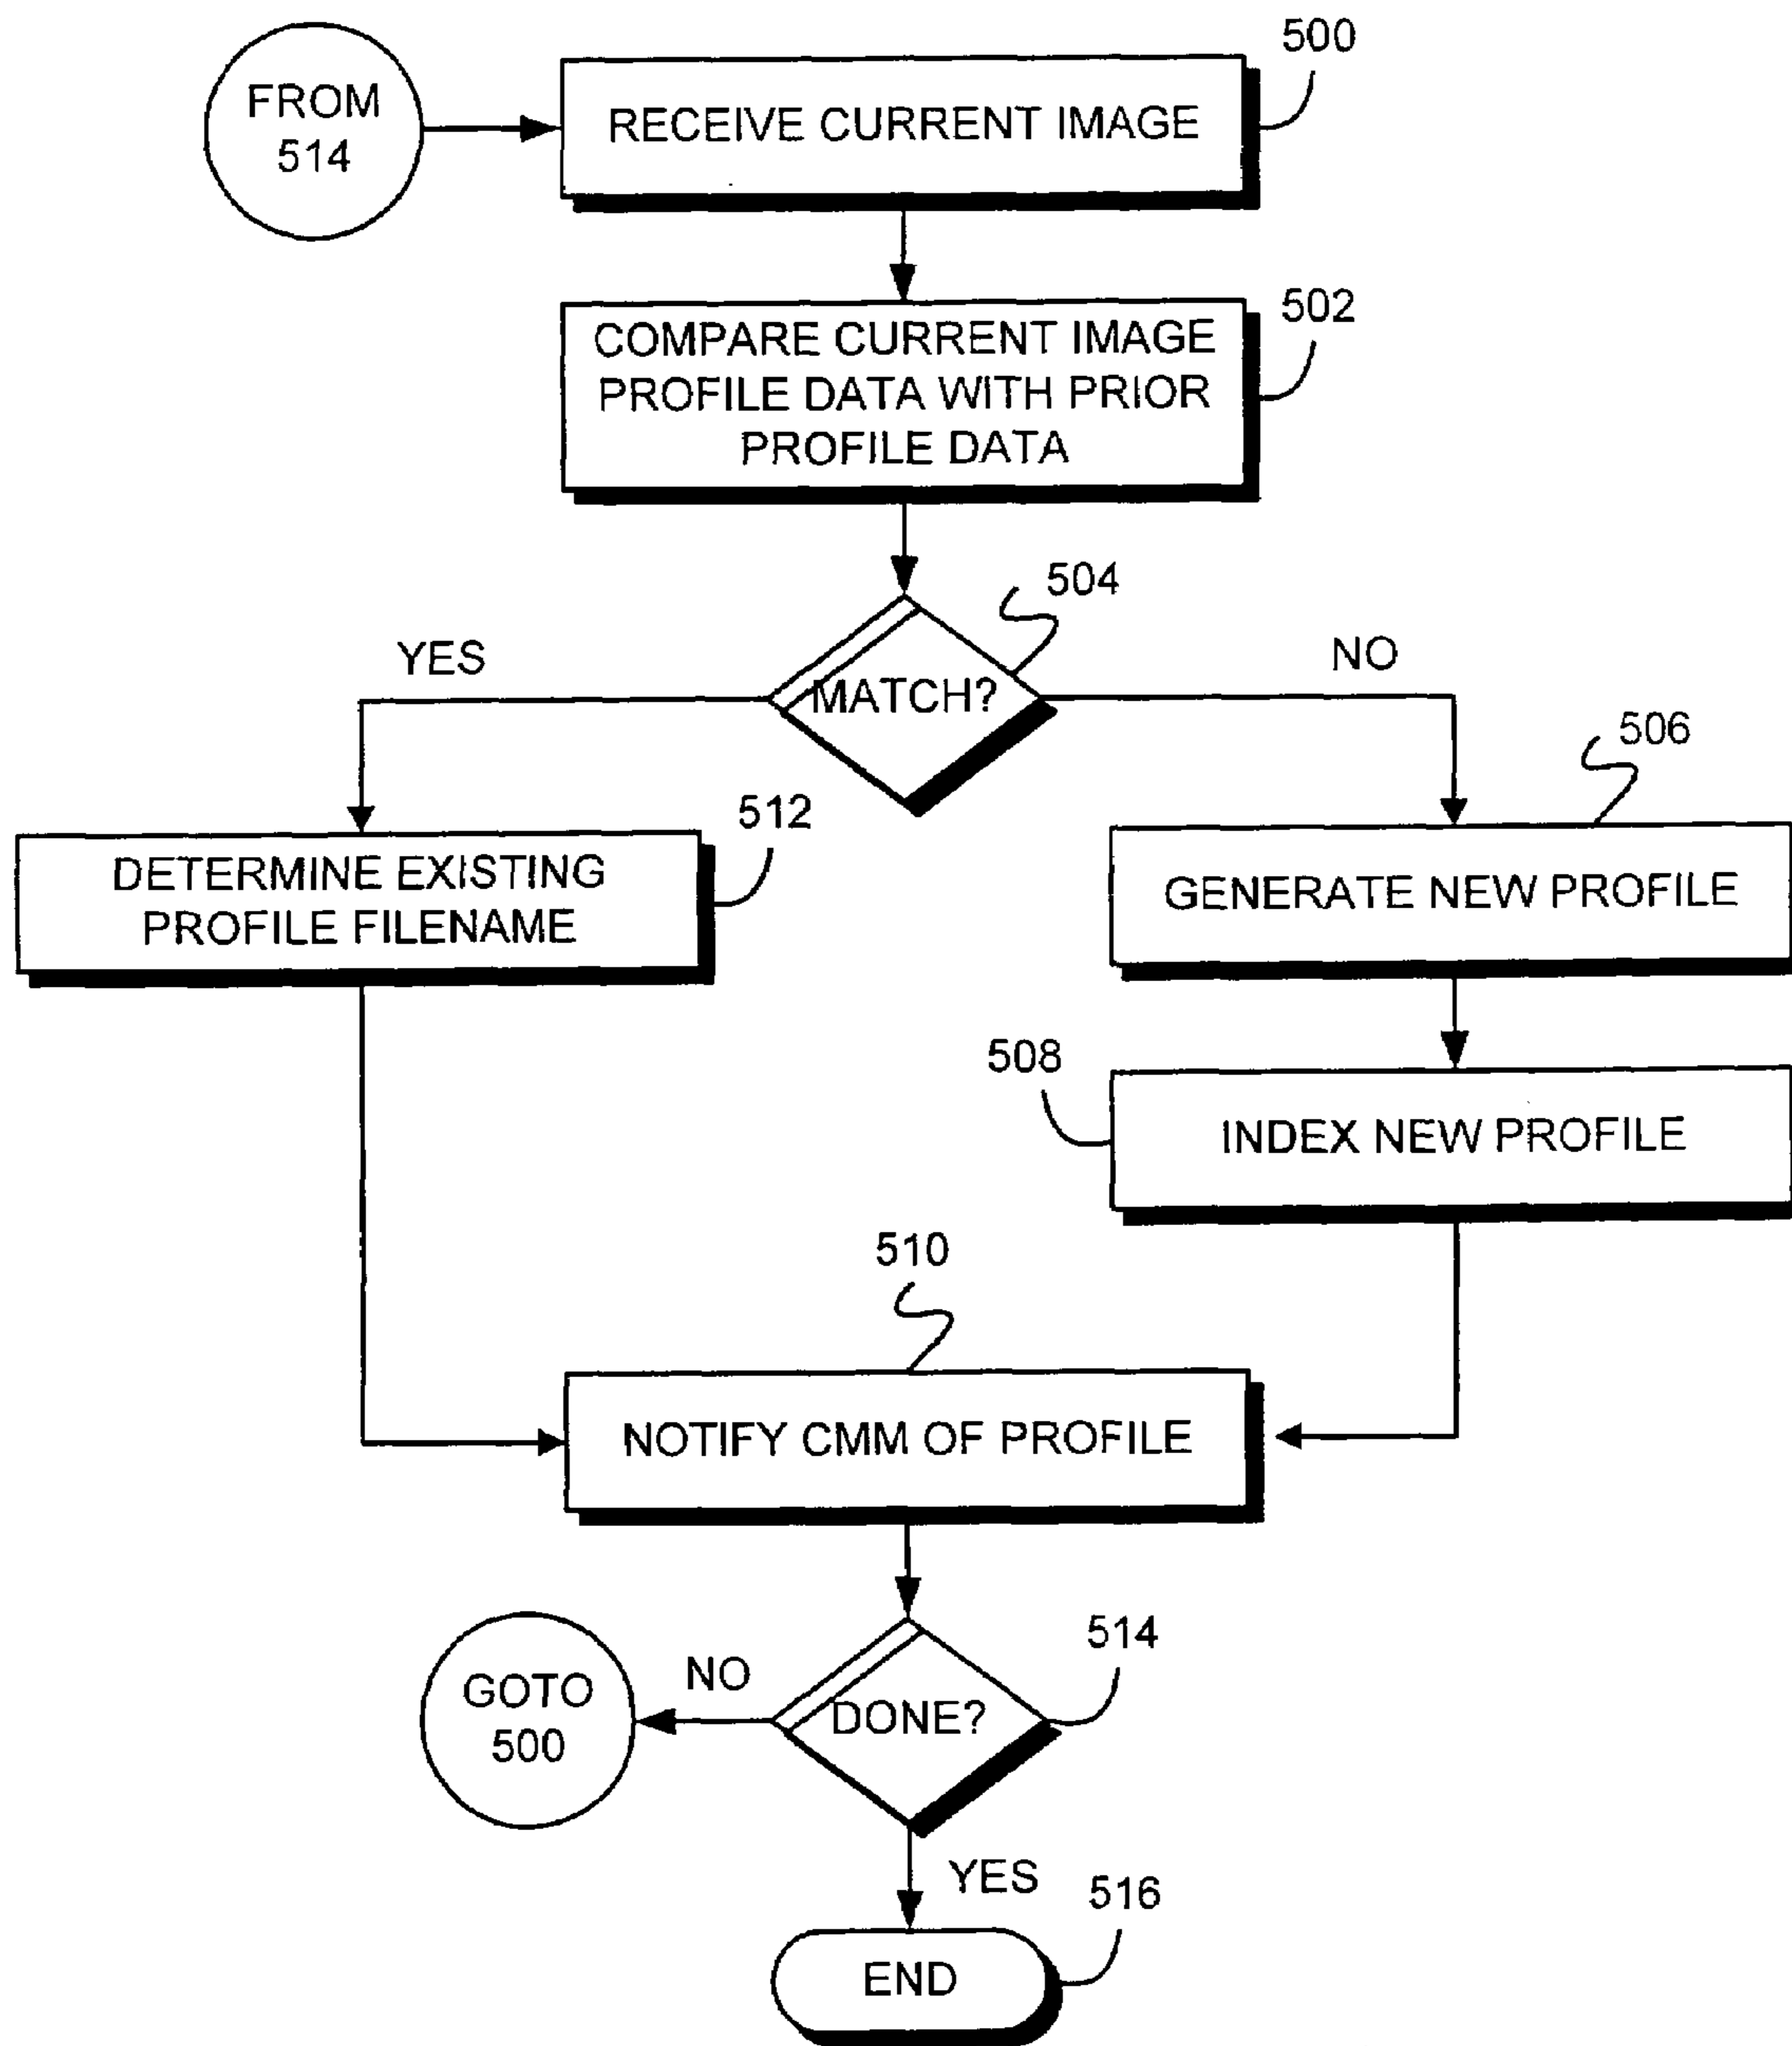 FROM
514
500
RECEIVE CURRENT IMAGE
502
COMPARE CURRENT IMAGE
PROFILE DATA WITH PRIOR
PROFILE DATA
504
MATCH?
YES
NO
512
DETERMINE EXISTING
PROFILE FILENAME
506
GENERATE NEW PROFILE
508
INDEX NEW PROFILE
510
NOTIFY CMM OF PROFILE
514
DONE?
NO
GOTO
500
YES
516
END